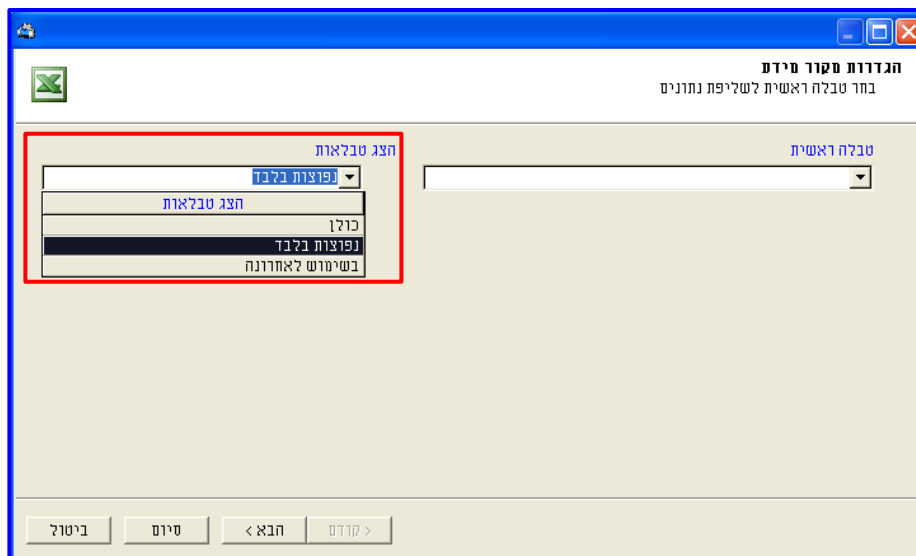 הגדרות מקור מידע
בחר טבלה ראשית לשליפת נתונים
טבלה ראשית
הצג טבלאות
נפוצות בלבד
הצג טבלאות
כולן
נפוצות בלבד
בשימוש לאחרונה
< קודם
הבא >
סיום
ביטול